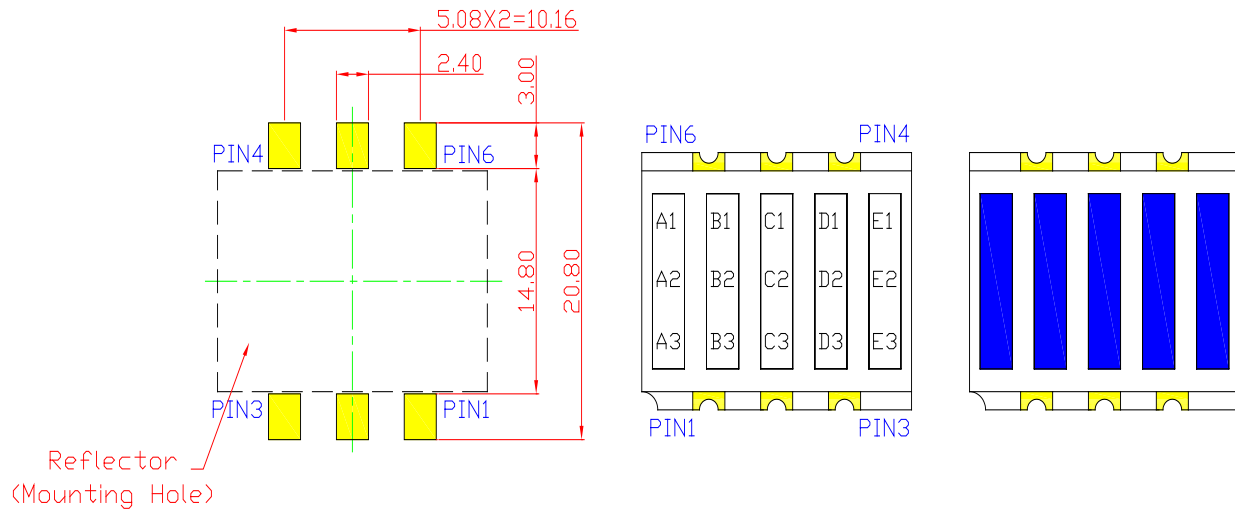 5.08X2=10.16
2.40
3.00
PIN4
PIN6
14.80
20.80
PIN3
PIN1
Reflector
(Mounting Hole)
PIN6
PIN4
A1 B1 C1 D1 E1
A2 B2 C2 D2 E2
A3 B3 C3 D3 E3
PIN1
PIN3